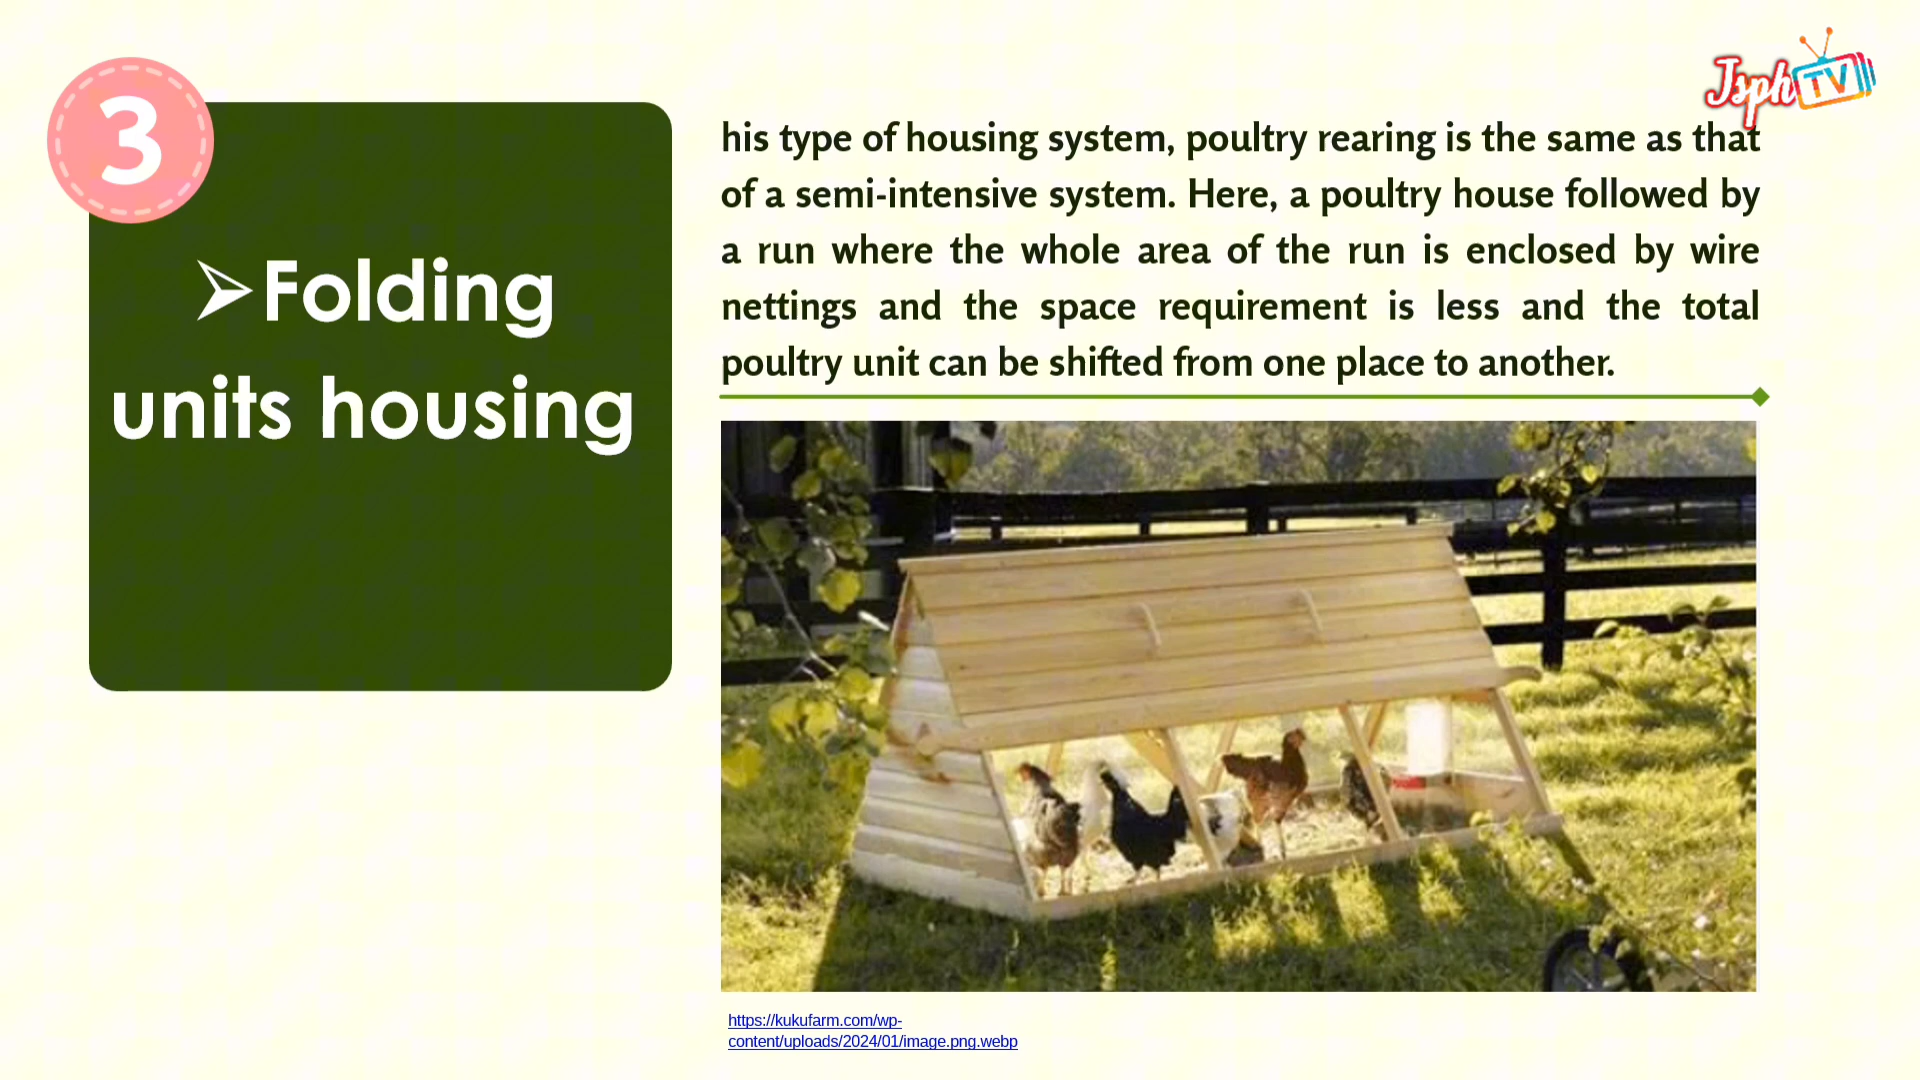 3
➢Folding
units housing
Jsph TV
his type of housing system, poultry rearing is the same as that
of a semi-intensive system. Here, a poultry house followed by
a run where the whole area of the run is enclosed by wire
nettings and the space requirement is less and the total
poultry unit can be shifted from one place to another.
https://kukufarm.com/wp-
content/uploads/2024/01/image.png.webp